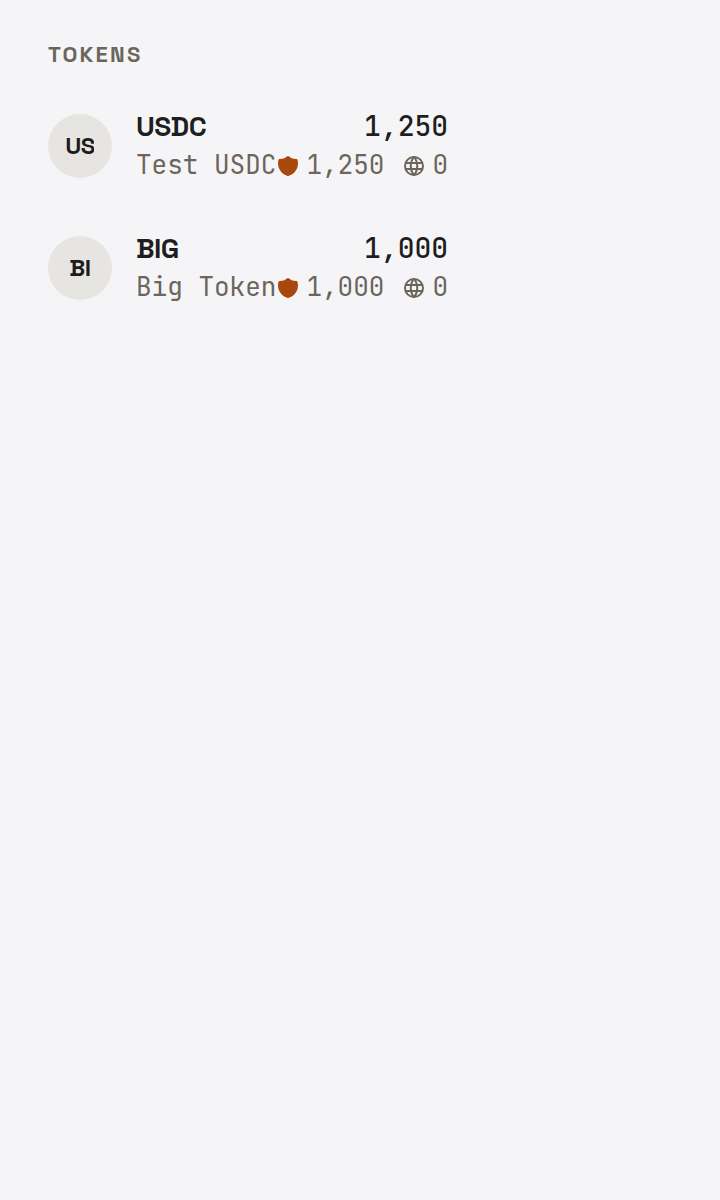 TOKENS
US USDC 1,250
Test USDC 1,250 0
BI BIG 1,000
Big Token 1,000 0